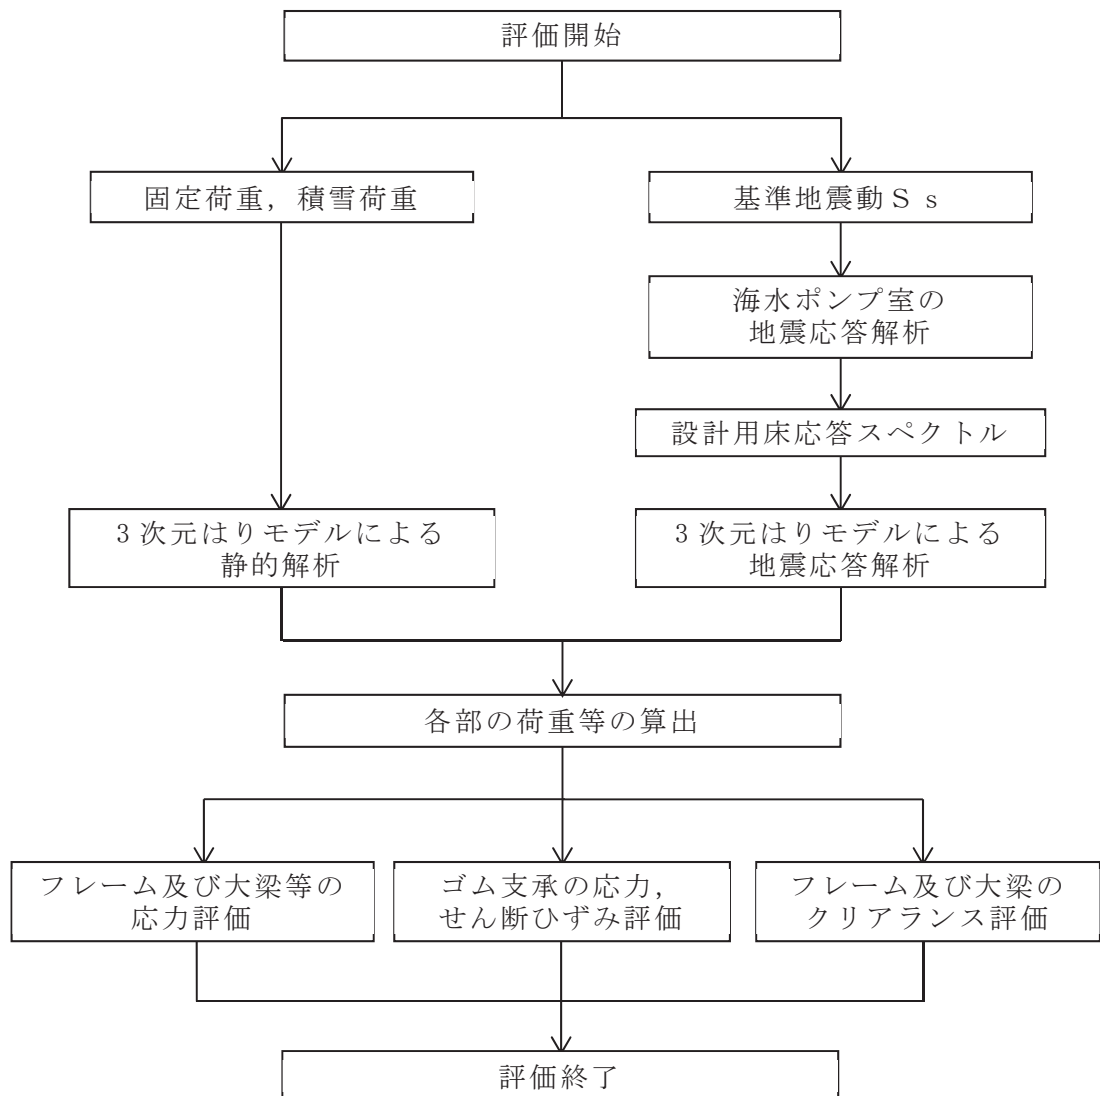 評価開始
固定荷重，積雪荷重
基準地震動Ｓｓ
海水ポンプ室の
地震応答解析
設計用床応答スペクトル
３次元はりモデルによる
静的解析
３次元はりモデルによる
地震応答解析
各部の荷重等の算出
フレーム及び大梁等の
応力評価
ゴム支承の応力，
せん断ひずみ評価
フレーム及び大梁の
クリアランス評価
評価終了